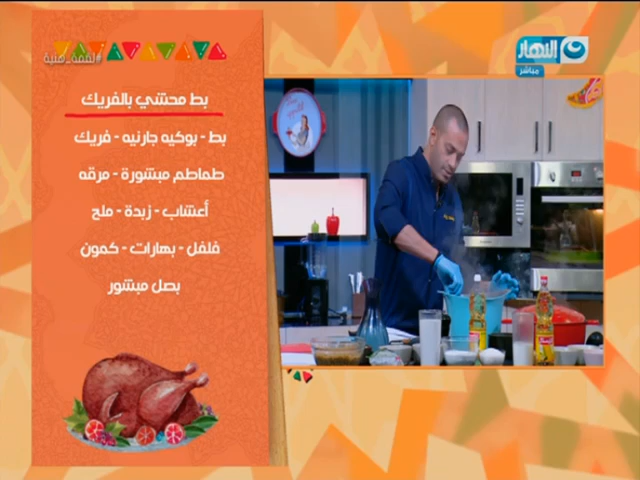 #لقمة_هنية
النهار
مباشر
بط محشي بالفريك
بط - بوكيه جارنيه - فريك
طماطم مبشورة - مرقه
أعشاب - زبدة - ملح
فلفل - بهارات - كمون
بصل مبشور